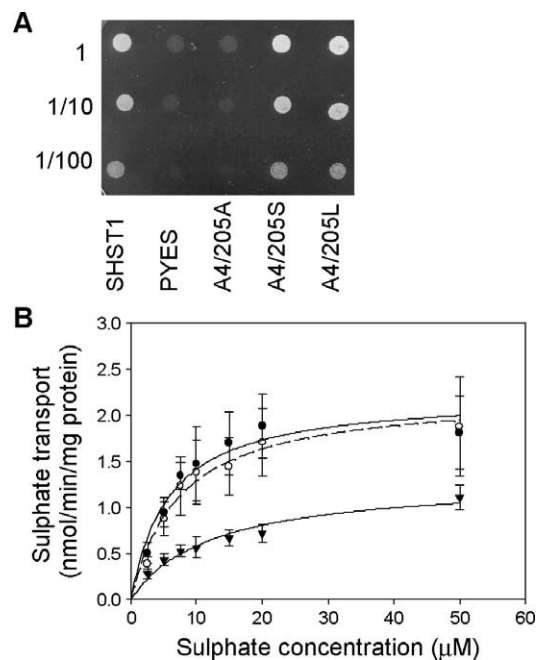 A
1
1/10
1/100
SHST1
PYES
A4/205A
A4/205S
A4/205L
B
Sulphate transport
(nmol/min/mg protein)
3.0
2.5
2.0
1.5
1.0
0.5
0.0
0 10 20 30 40 50 60
Sulphate concentration (μM)